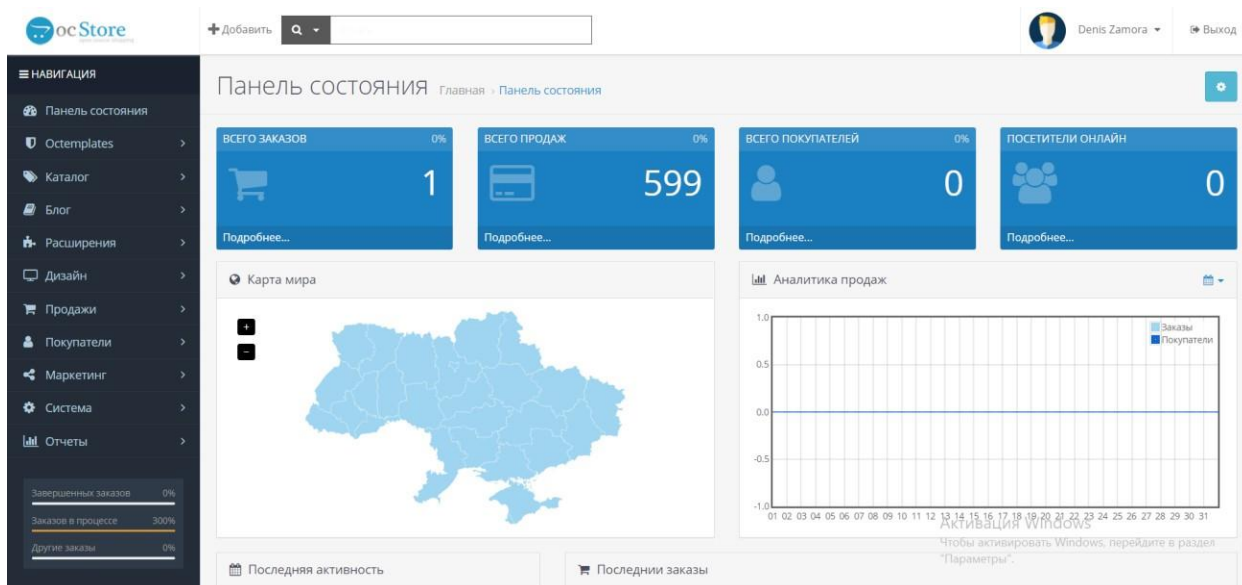 ocStore
Добавить
Denis Zamora
Выход
НАВИГАЦИЯ
Панель состояния
Octemplates
Каталог
Блог
Расширения
Дизайн
Продажи
Покупатели
Маркетинг
Система
Отчеты
Завершенных заказов 0%
Заказов в процессе 300%
Другие заказы 0%
Панель состояния Главная › Панель состояния
ВСЕГО ЗАКАЗОВ 0%
1
Подробнее...
ВСЕГО ПРОДАЖ 0%
599
Подробнее...
ВСЕГО ПОКУПАТЕЛЕЙ 0%
0
Подробнее...
ПОСЕТИТЕЛИ ОНЛАЙН
0
Подробнее...
Карта мира
+
−
Аналитика продаж
Заказы
Покупатели
1.0
0.5
0.0
-0.5
-1.0
01 02 03 04 05 06 07 08 09 10 11 12 13 14 15 16 17 18 19 20 21 22 23 24 25 26 27 28 29 30 31
Активация Windows
Чтобы активировать Windows, перейдите в раздел
"Параметры".
Последняя активность
Последнии заказы